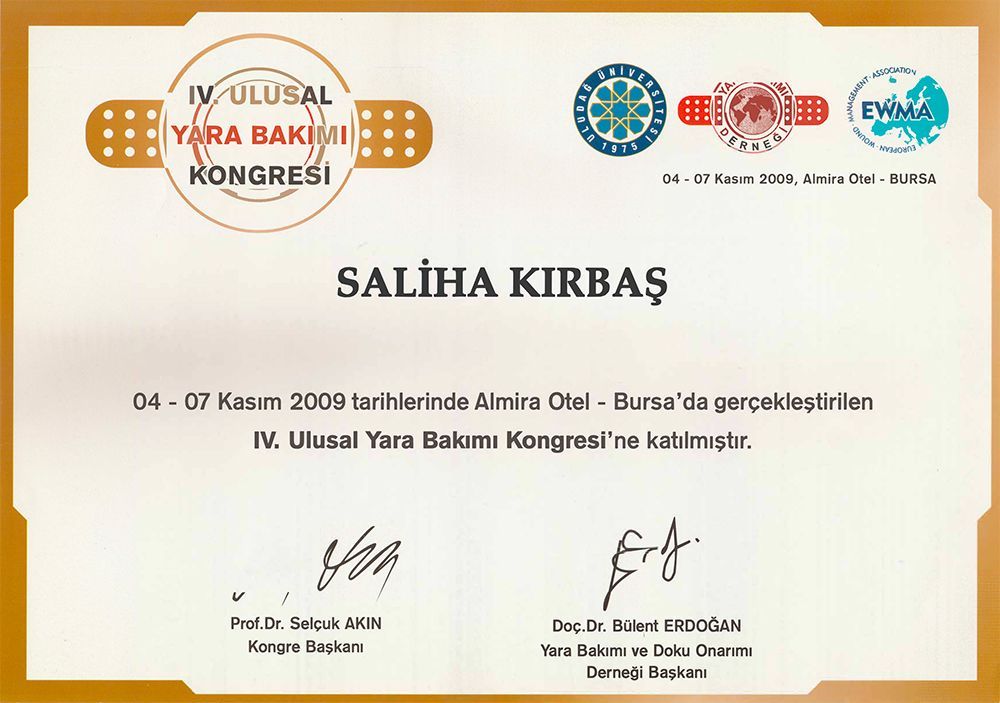 IV. ULUSAL
YARA BAKIMI
KONGRESİ
ULUDAĞ ÜNİVERSİTESİ
1975
YARA BAKIMI
DERNEĞİ
EWMA
EUROPEAN · WOUND · MANAGEMENT · ASSOCIATION
04 - 07 Kasım 2009, Almira Otel - BURSA
SALİHA KIRBAŞ
04 - 07 Kasım 2009 tarihlerinde Almira Otel - Bursa'da gerçekleştirilen
IV. Ulusal Yara Bakımı Kongresi'ne katılmıştır.
Prof.Dr. Selçuk AKIN
Kongre Başkanı
Doç.Dr. Bülent ERDOĞAN
Yara Bakımı ve Doku Onarımı
Derneği Başkanı